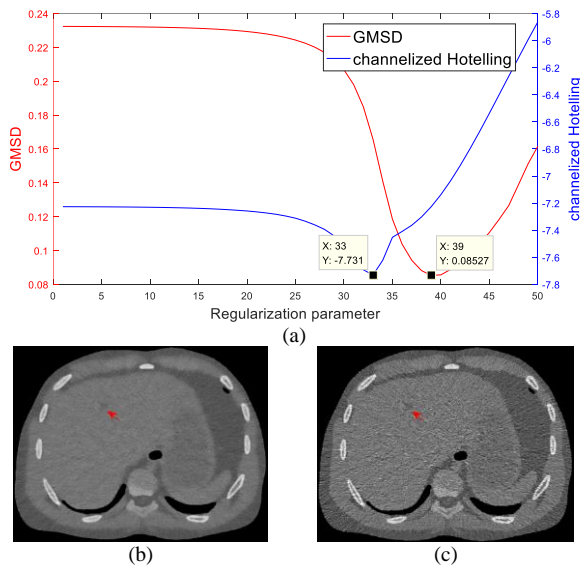 0.24
0.22
0.2
0.18
0.16
0.14
0.12
0.1
0.08
GMSD
-5.8
-6
-6.2
-6.4
-6.6
-6.8
-7
-7.2
-7.4
-7.6
-7.8
channelized Hotelling
GMSD
channelized Hotelling
X: 33
Y: -7.731
X: 39
Y: 0.08527
0 5 10 15 20 25 30 35 40 45 50
Regularization parameter
(a)
(b) (c)